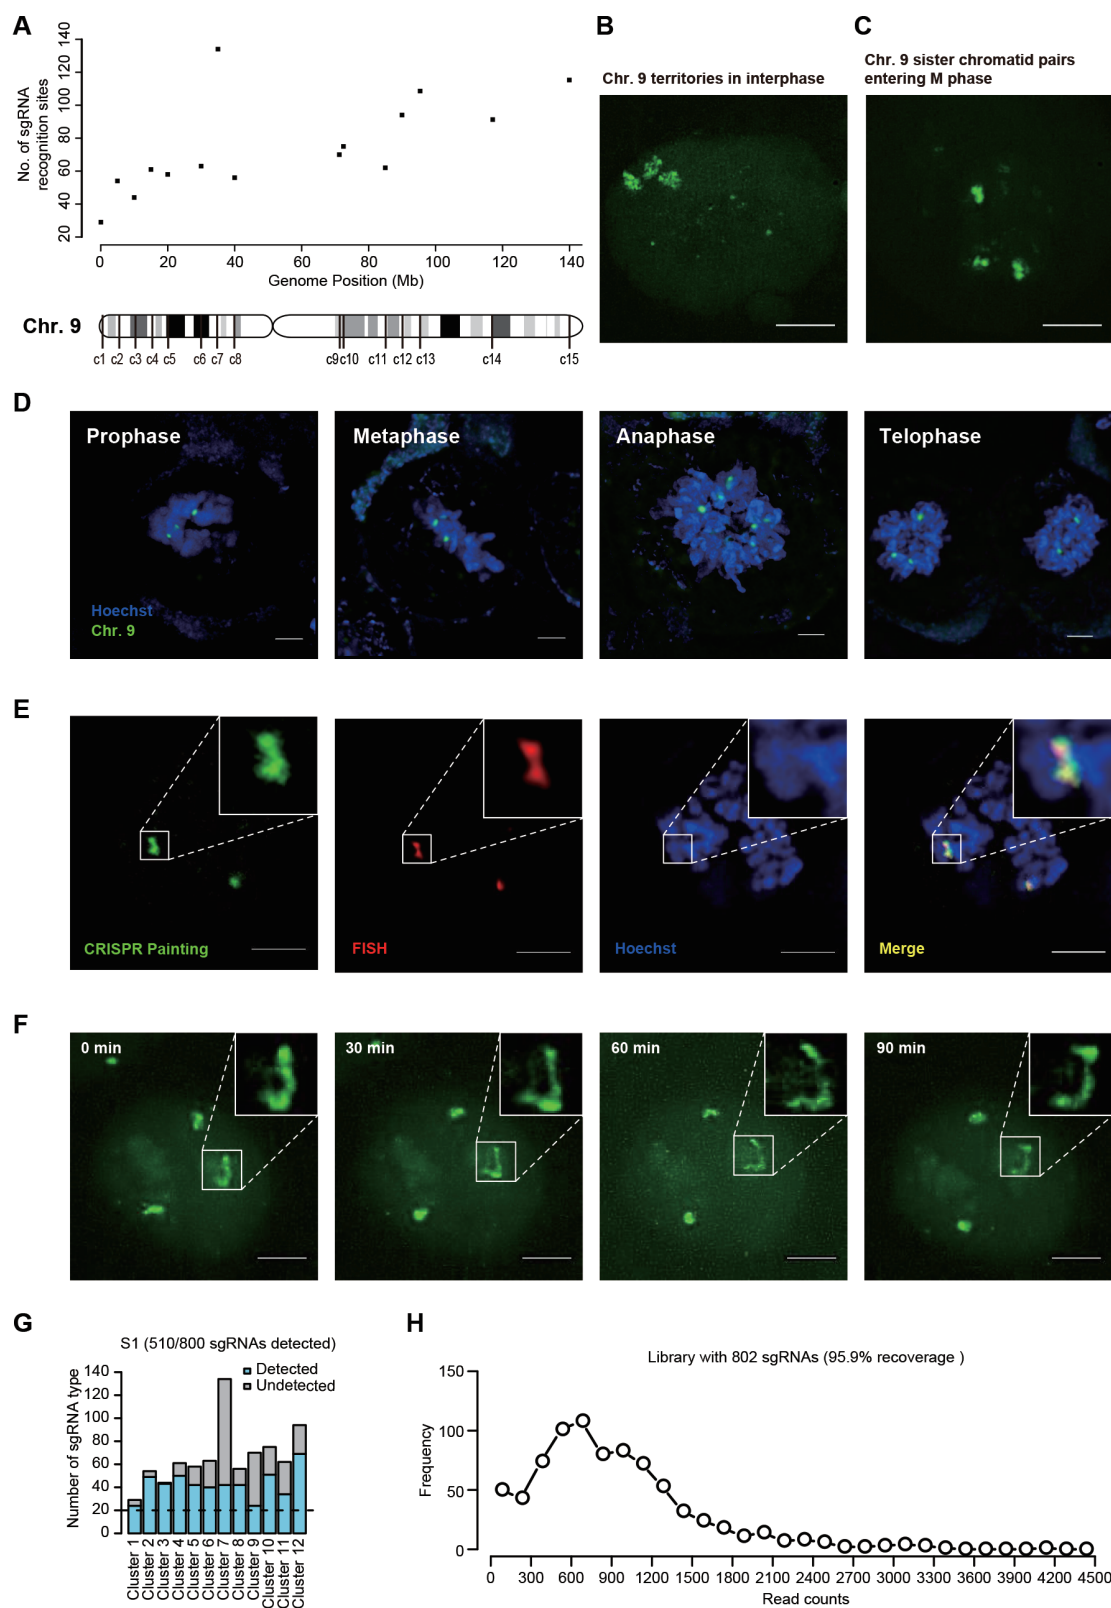 A
No. of sgRNA
recognition sites
140
120
100
80
60
40
20
0 20 40 60 80 100 120 140
Genome Position (Mb)
Chr. 9
c1 c2 c3 c4 c5 c6 c7 c8 c9 c10 c11 c12 c13 c14 c15
B
Chr. 9 territories in interphase
C
Chr. 9 sister chromatid pairs
entering M phase
D
Prophase
Hoechst
Chr. 9
Metaphase
Anaphase
Telophase
E
CRISPR Painting
FISH
Hoechst
Merge
F
0 min
30 min
60 min
90 min
G
S1 (510/800 sgRNAs detected)
Detected
Undetected
Number of sgRNA type
140
120
100
80
60
40
20
0
Cluster 1
Cluster 2
Cluster 3
Cluster 4
Cluster 5
Cluster 6
Cluster 7
Cluster 8
Cluster 9
Cluster 10
Cluster 11
Cluster 12
H
Library with 802 sgRNAs (95.9% recoverage )
Frequency
150
100
50
0
0 300 600 900 1200 1500 1800 2100 2400 2700 3000 3300 3600 3900 4200 4500
Read counts